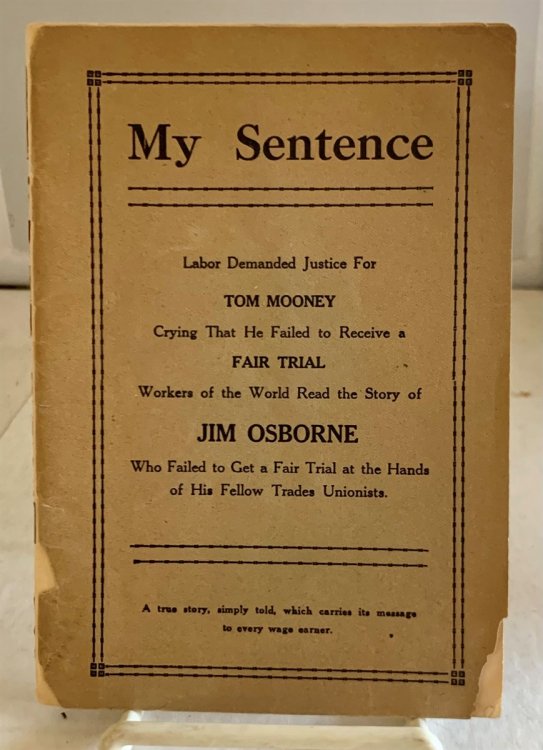 My Sentence
Labor Demanded Justice For
TOM MOONEY
Crying That He Failed to Receive a
FAIR TRIAL
Workers of the World Read the Story of
JIM OSBORNE
Who Failed to Get a Fair Trial at the Hands
of His Fellow Trades Unionists.
A true story, simply told, which carries its message
to every wage earner.